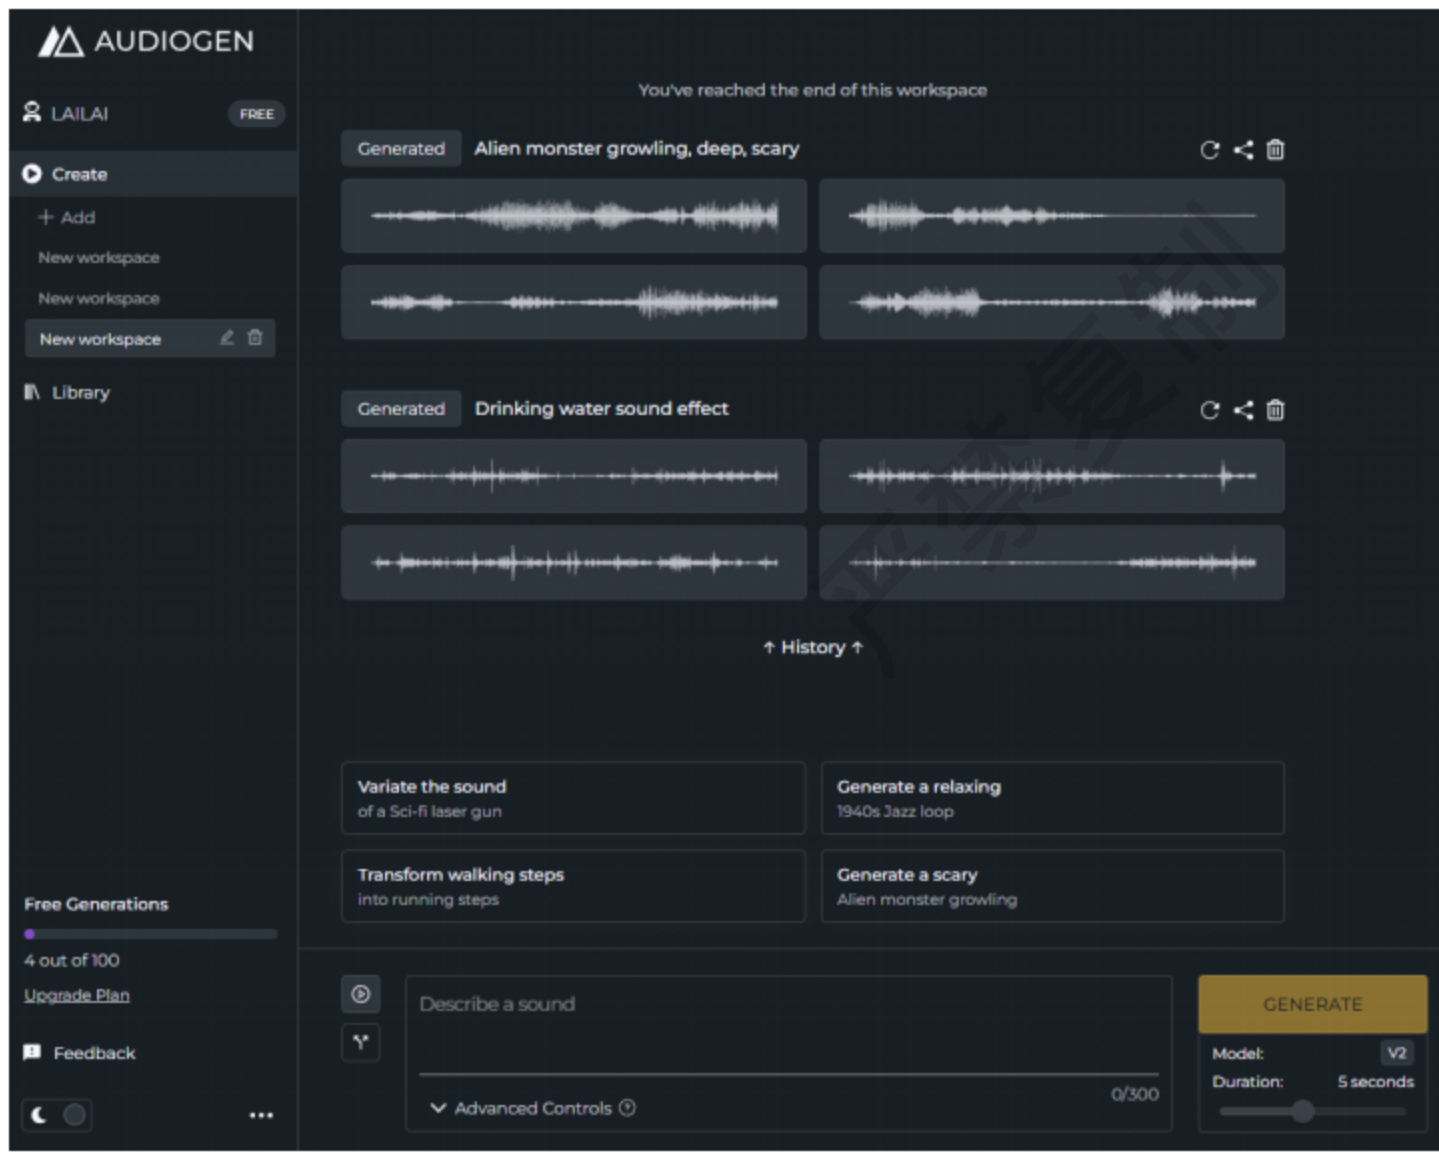 AUDIOGEN
LAILAI
FREE
Create
+ Add
New workspace
New workspace
New workspace
Library
Free Generations
4 out of 100
Upgrade Plan
Feedback
You've reached the end of this workspace
Generated
Alien monster growling, deep, scary
Generated
Drinking water sound effect
↑ History ↑
Variate the sound
of a Sci-fi laser gun
Generate a relaxing
1940s Jazz loop
Transform walking steps
into running steps
Generate a scary
Alien monster growling
Describe a sound
0/300
Advanced Controls
GENERATE
Model:
V2
Duration:
5 seconds
严禁复制